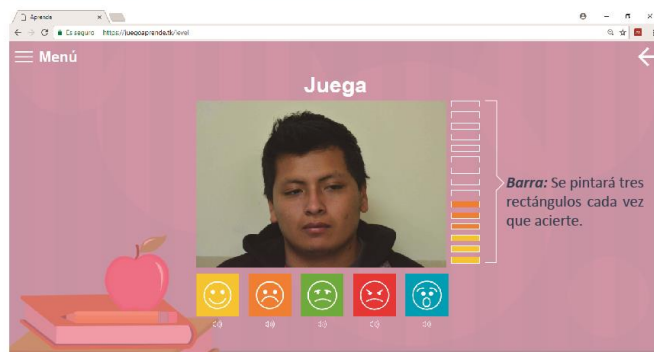 Aprende
Es seguro https://juegoaprende.tk/level
Menú
Juega
Barra: Se pintará tres
rectángulos cada vez
que acierte.